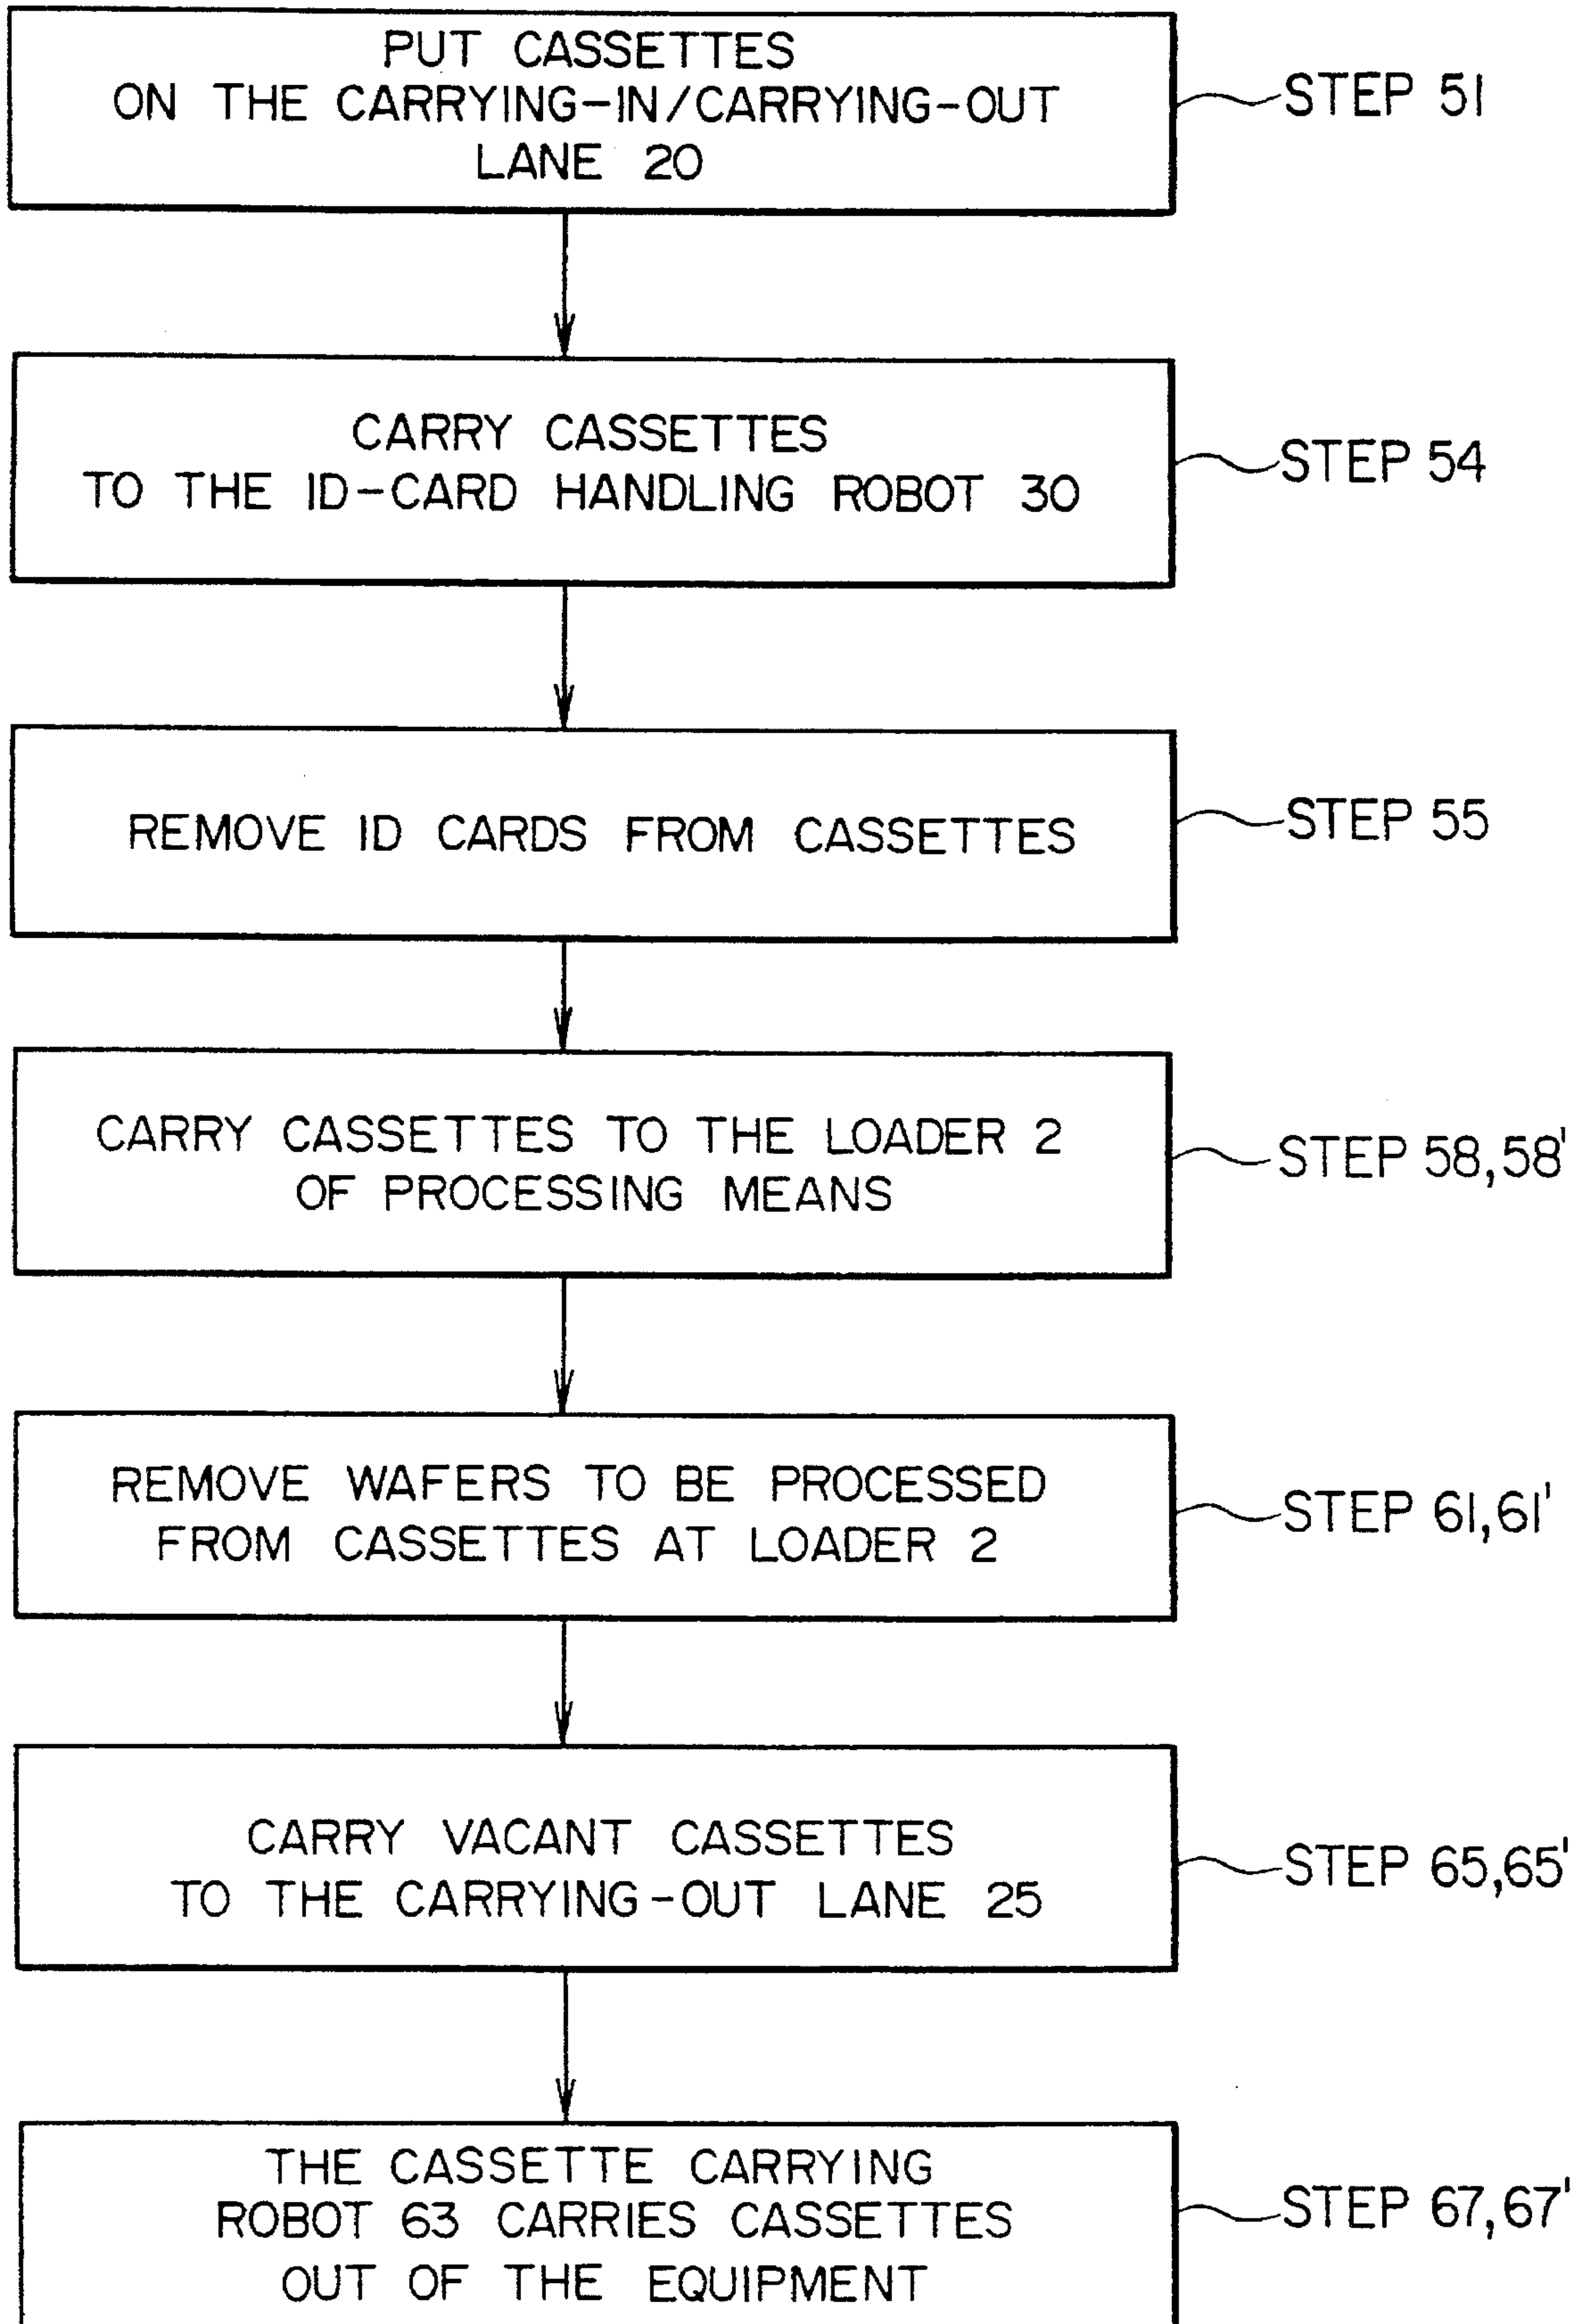 PUT CASSETTES
ON THE CARRYING-IN/CARRYING-OUT
LANE 20
STEP 51
CARRY CASSETTES
TO THE ID-CARD HANDLING ROBOT 30
STEP 54
REMOVE ID CARDS FROM CASSETTES
STEP 55
CARRY CASSETTES TO THE LOADER 2
OF PROCESSING MEANS
STEP 58,58'
REMOVE WAFERS TO BE PROCESSED
FROM CASSETTES AT LOADER 2
STEP 61,61'
CARRY VACANT CASSETTES
TO THE CARRYING-OUT LANE 25
STEP 65,65'
THE CASSETTE CARRYING
ROBOT 63 CARRIES CASSETTES
OUT OF THE EQUIPMENT
STEP 67,67'